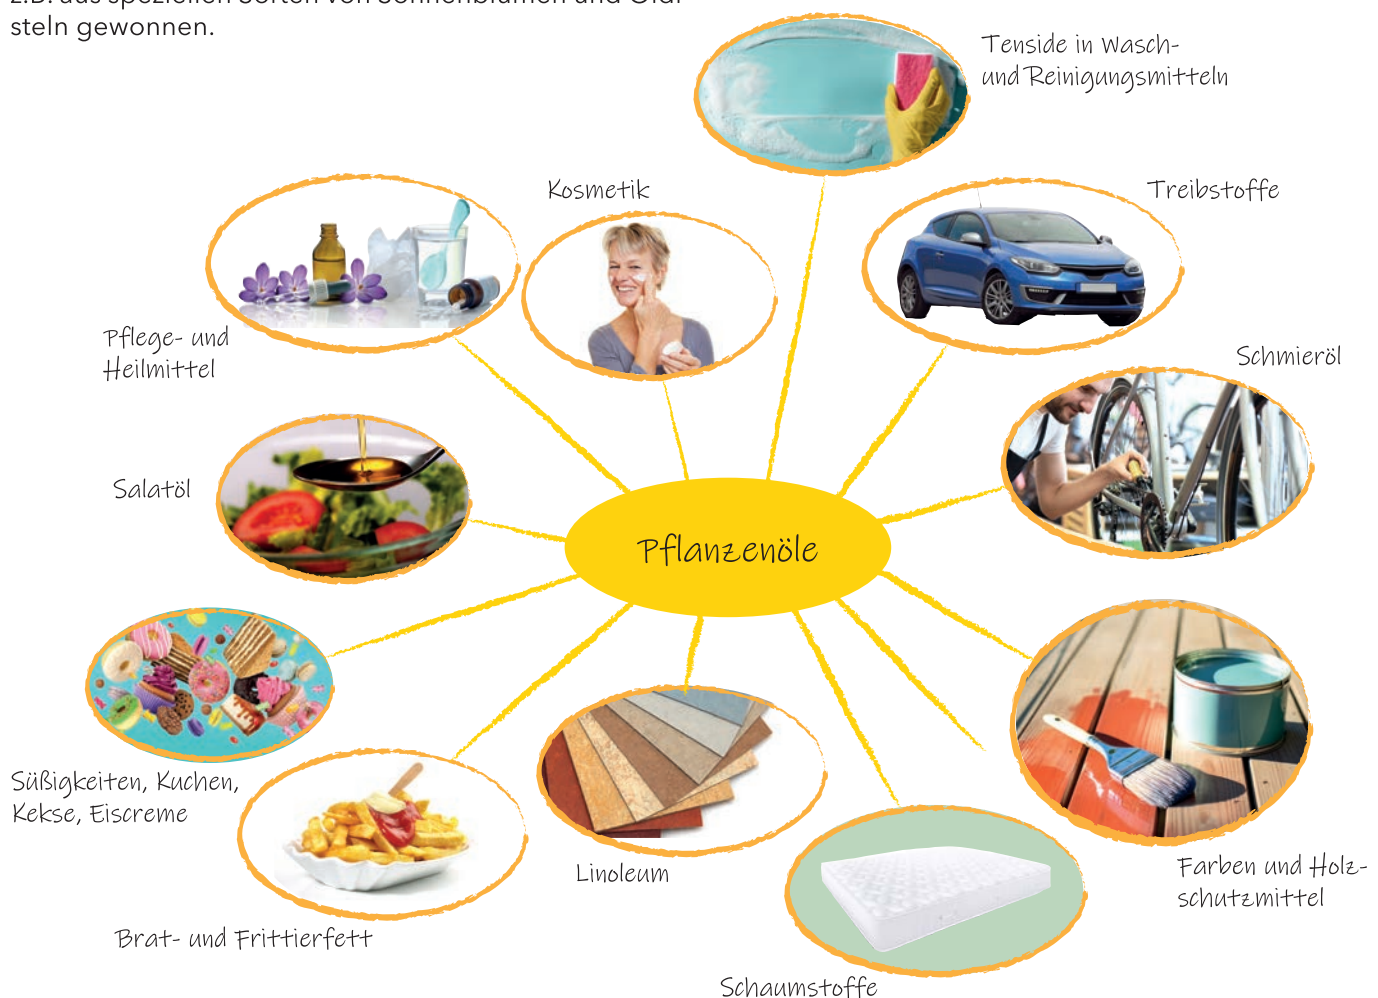 steln gewonnen.
Tenside in Wasch-
und Reinigungsmitteln
Kosmetik
Treibstoffe
Pflege- und
Heilmittel
Schmieröl
Salatöl
Pflanzenöle
Süßigkeiten, Kuchen,
Kekse, Eiscreme
Linoleum
Farben und Holz-
schutzmittel
Brat- und Frittierfett
Schaumstoffe